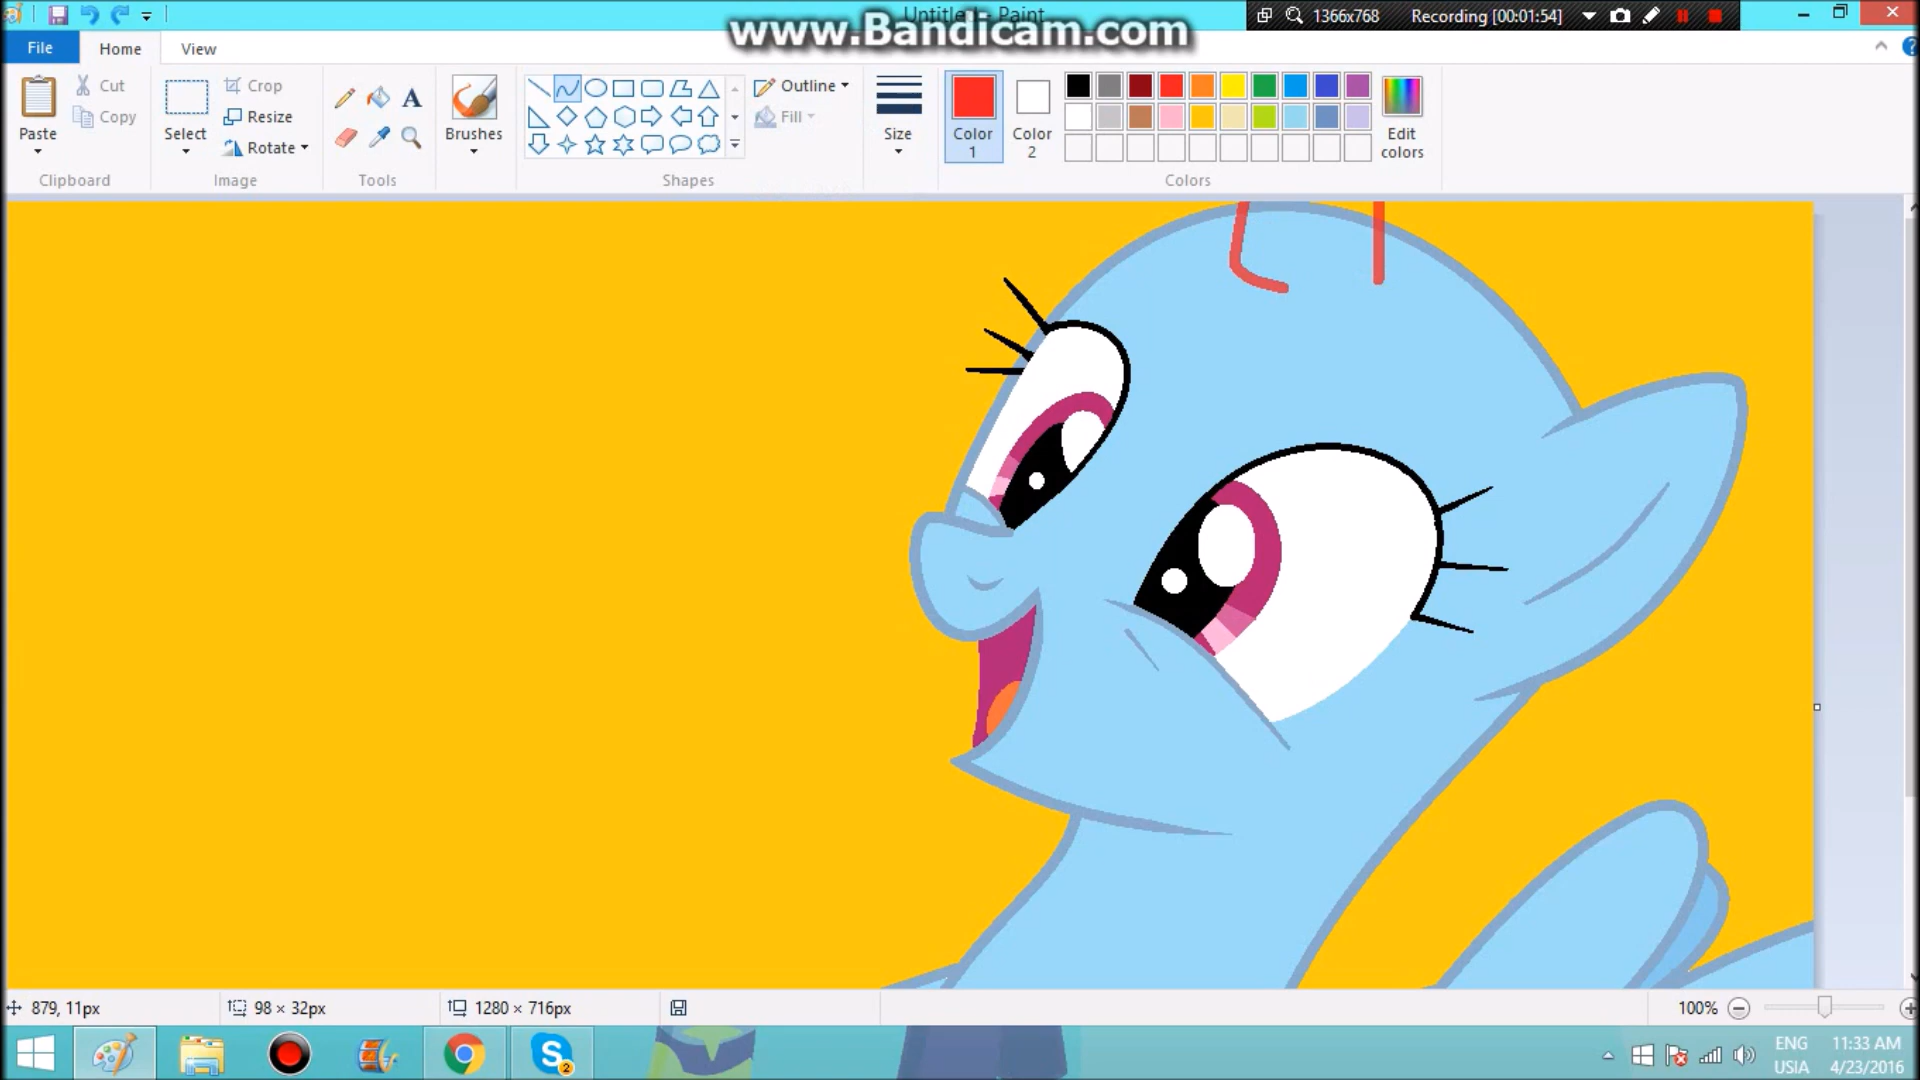 Untitled - Paint
www.Bandicam.com
1366x768 Recording [00:01:54]
File Home View
Paste Cut Copy
Select Crop Resize Rotate
Brushes
Outline Fill
Size
Color 1 Color 2
Edit colors
Clipboard Image Tools Shapes Colors
879, 11px 98 × 32px 1280 × 716px 100%
2
ENG 11:33 AM
USIA 4/23/2016